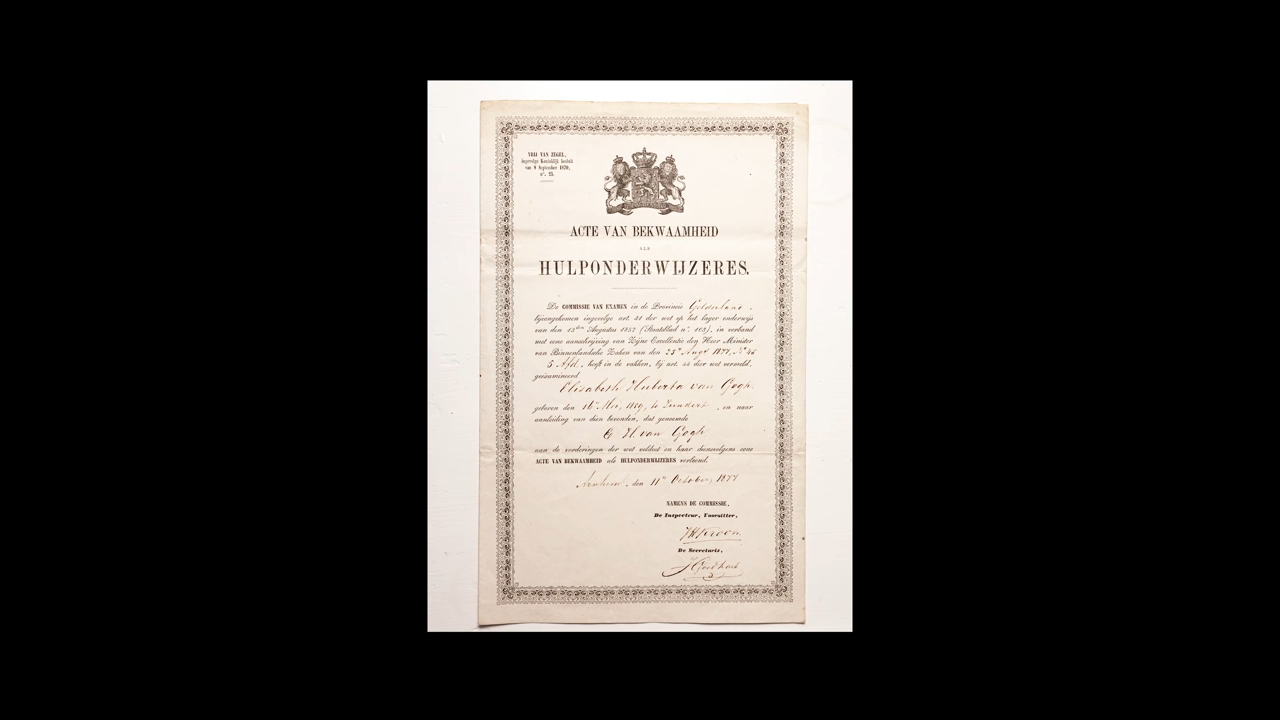 VRIJ VAN ZEGEL,
ingevolge Koninklijk besluit
van 8 September 1870,
n°. 25.
ACTE VAN BEKWAAMHEID
ALS
HULPONDERWIJZERES.
De COMMISSIE VAN EXAMEN in de Provincie Gelderland,
bijeengekomen ingevolge art. 41 der wet op het lager onderwijs
van den 13den Augustus 1857 (Staatsblad n°. 103), in verband
met eene aanschrijving van Zijne Excellentie den Heer Minister
van Binnenlandsche Zaken van den 25n Augt 1877, No
5 Afd., heeft in de vakken, bij art. 44 dier wet vermeld,
geëxamineerd
Elisabeth Huberta van Gogh
geboren den 16n Mei, 1859, te Zundert, en naar
aanleiding van dien bevonden, dat genoemde
E H. van Gogh
aan de vorderingen der wet voldoet en haar dienvolgens eene
ACTE VAN BEKWAAMHEID als HULPONDERWIJZERES verleend.
Arnhem, den 11n October, 1877
NAMENS DE COMMISSIE,
De Inspecteur, Voorzitter,
De Secretaris,